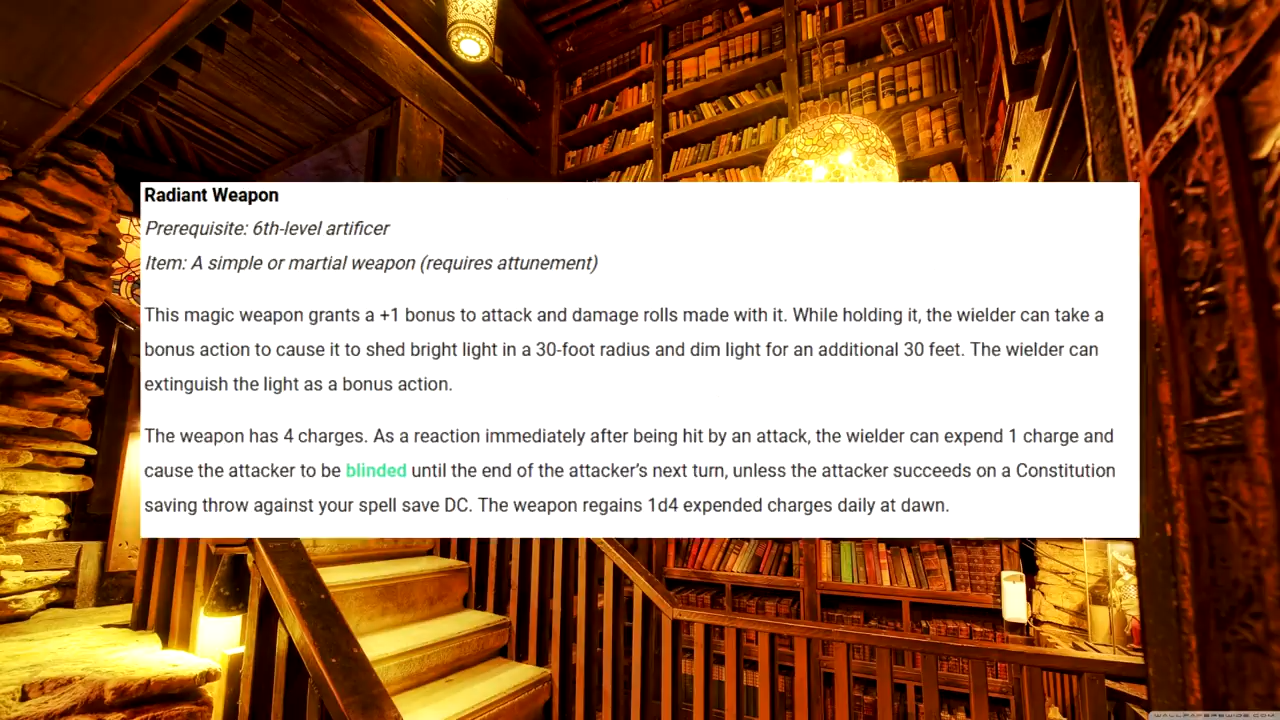 Radiant Weapon
Prerequisite: 6th-level artificer
Item: A simple or martial weapon (requires attunement)
This magic weapon grants a +1 bonus to attack and damage rolls made with it. While holding it, the wielder can take a
bonus action to cause it to shed bright light in a 30-foot radius and dim light for an additional 30 feet. The wielder can
extinguish the light as a bonus action.
The weapon has 4 charges. As a reaction immediately after being hit by an attack, the wielder can expend 1 charge and
cause the attacker to be blinded until the end of the attacker’s next turn, unless the attacker succeeds on a Constitution
saving throw against your spell save DC. The weapon regains 1d4 expended charges daily at dawn.
WALLPAPERSWIDE.COM